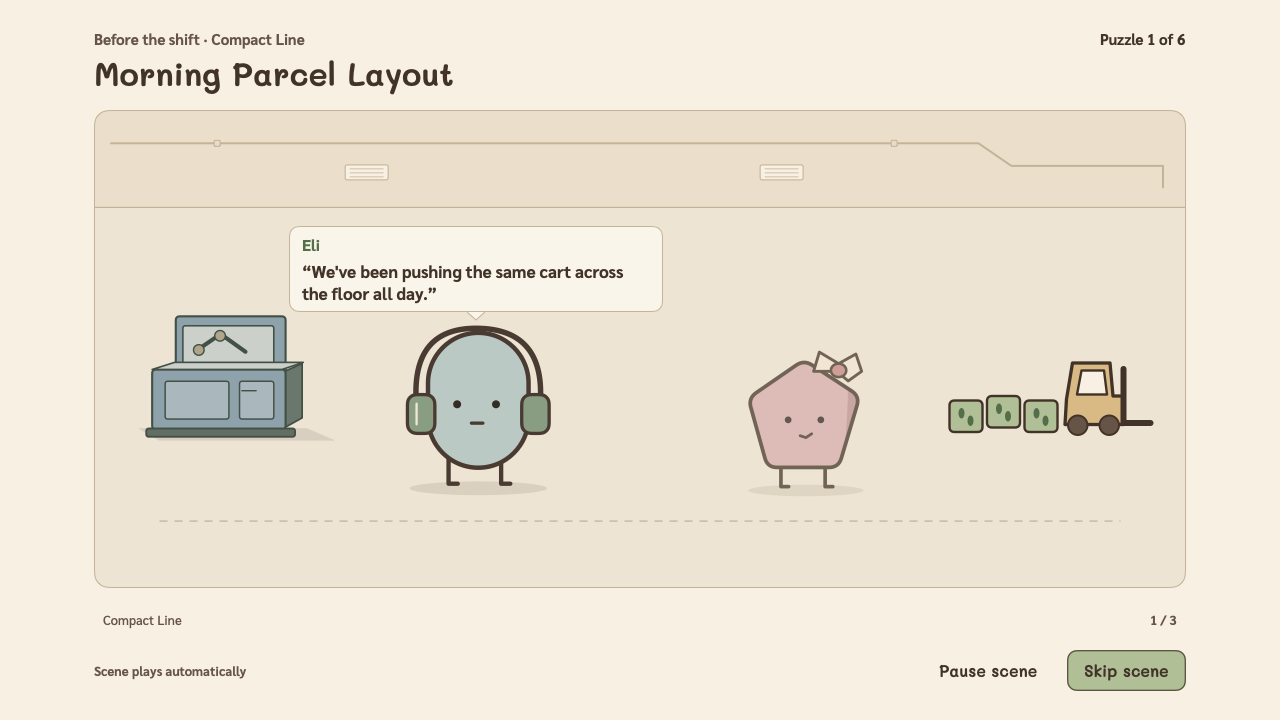 Before the shift · Compact Line
Puzzle 1 of 6
Morning Parcel Layout
Eli
“We've been pushing the same cart across
the floor all day.”
Compact Line
1 / 3
Scene plays automatically
Pause scene
Skip scene